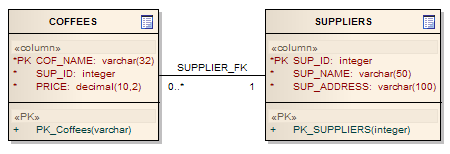 COFFEES
«column»
*PK COF_NAME: varchar(32)
* SUP_ID: integer
* PRICE: decimal(10,2)
«PK»
+ PK_Coffees(varchar)
SUPPLIER_FK
0..* 1
SUPPLIERS
«column»
*PK SUP_ID: integer
* SUP_NAME: varchar(50)
* SUP_ADDRESS: varchar(100)
«PK»
+ PK_SUPPLIERS(integer)